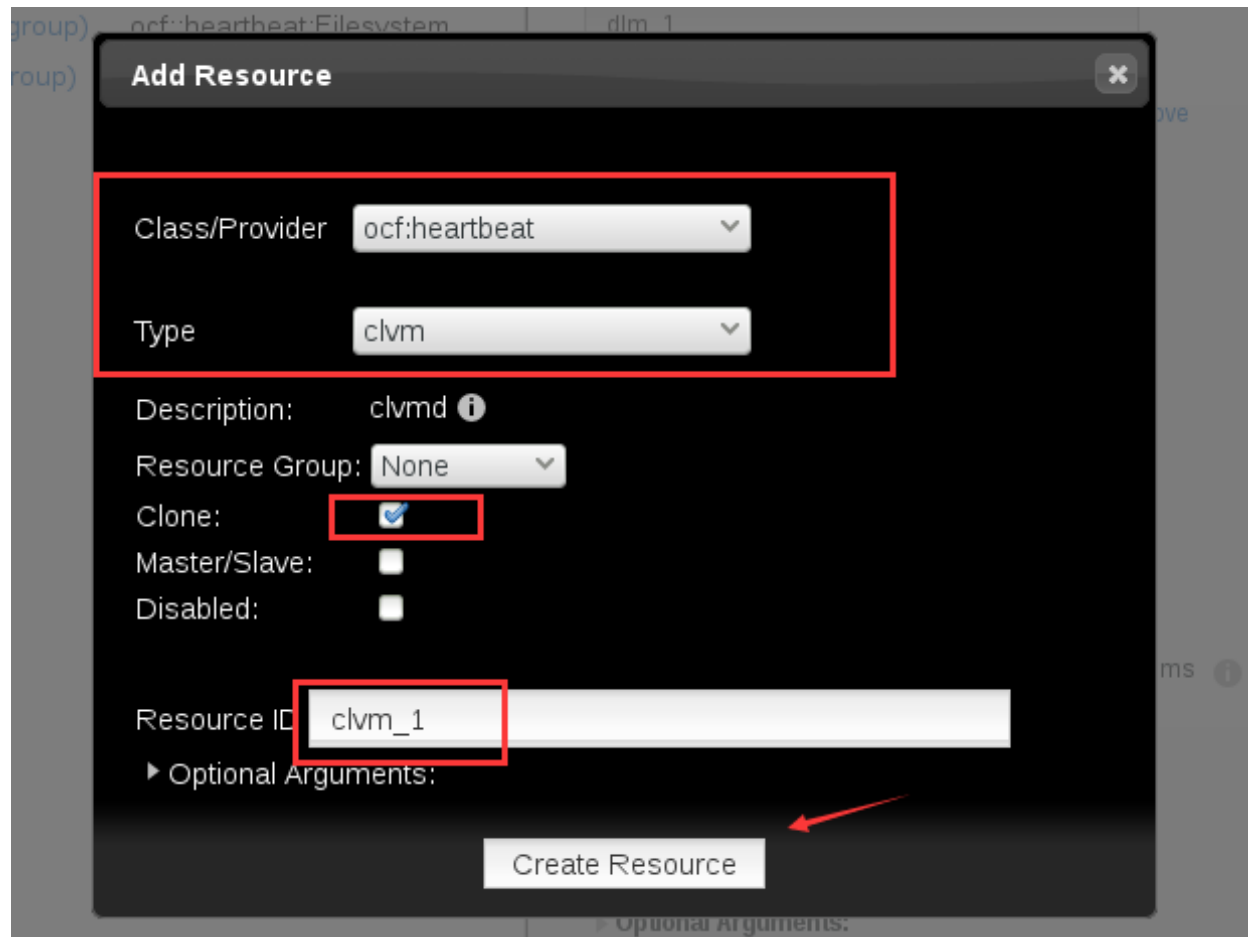 group) ocf::heartbeat:Filesystem dlm_1
Add Resource
roup)
ove
Class/Provider ocf:heartbeat
Type clvm
Description: clvmd
Resource Group: None
Clone:
Master/Slave:
Disabled:
ms
Resource ID clvm_1
Optional Arguments:
Create Resource
Optional Arguments: